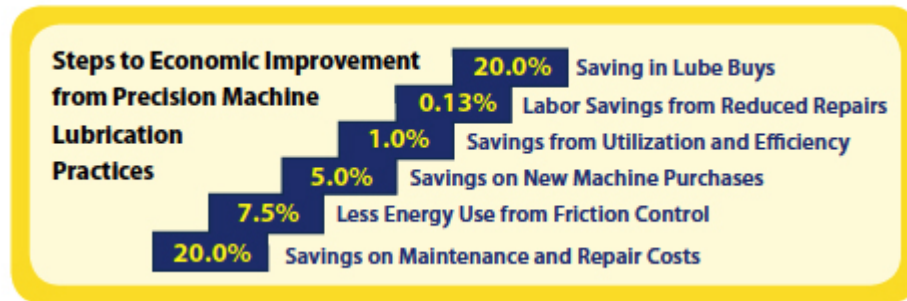 Steps to Economic Improvement
from Precision Machine
Lubrication
Practices
20.0% Saving in Lube Buys
0.13% Labor Savings from Reduced Repairs
1.0% Savings from Utilization and Efficiency
5.0% Savings on New Machine Purchases
7.5% Less Energy Use from Friction Control
20.0% Savings on Maintenance and Repair Costs